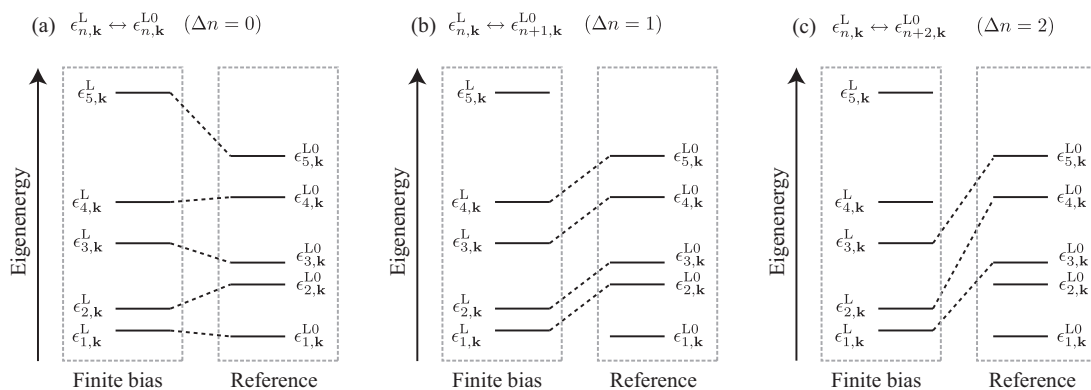 (a) ϵ^L_{n,k} ↔ ϵ^{L0}_{n,k} (Δn = 0)
Eigenenergy
ϵ^L_{5,k}
ϵ^L_{4,k}
ϵ^L_{3,k}
ϵ^L_{2,k}
ϵ^L_{1,k}
ϵ^{L0}_{5,k}
ϵ^{L0}_{4,k}
ϵ^{L0}_{3,k}
ϵ^{L0}_{2,k}
ϵ^{L0}_{1,k}
Finite bias Reference
(b) ϵ^L_{n,k} ↔ ϵ^{L0}_{n+1,k} (Δn = 1)
Eigenenergy
ϵ^L_{5,k}
ϵ^L_{4,k}
ϵ^L_{3,k}
ϵ^L_{2,k}
ϵ^L_{1,k}
ϵ^{L0}_{5,k}
ϵ^{L0}_{4,k}
ϵ^{L0}_{3,k}
ϵ^{L0}_{2,k}
ϵ^{L0}_{1,k}
Finite bias Reference
(c) ϵ^L_{n,k} ↔ ϵ^{L0}_{n+2,k} (Δn = 2)
Eigenenergy
ϵ^L_{5,k}
ϵ^L_{4,k}
ϵ^L_{3,k}
ϵ^L_{2,k}
ϵ^L_{1,k}
ϵ^{L0}_{5,k}
ϵ^{L0}_{4,k}
ϵ^{L0}_{3,k}
ϵ^{L0}_{2,k}
ϵ^{L0}_{1,k}
Finite bias Reference